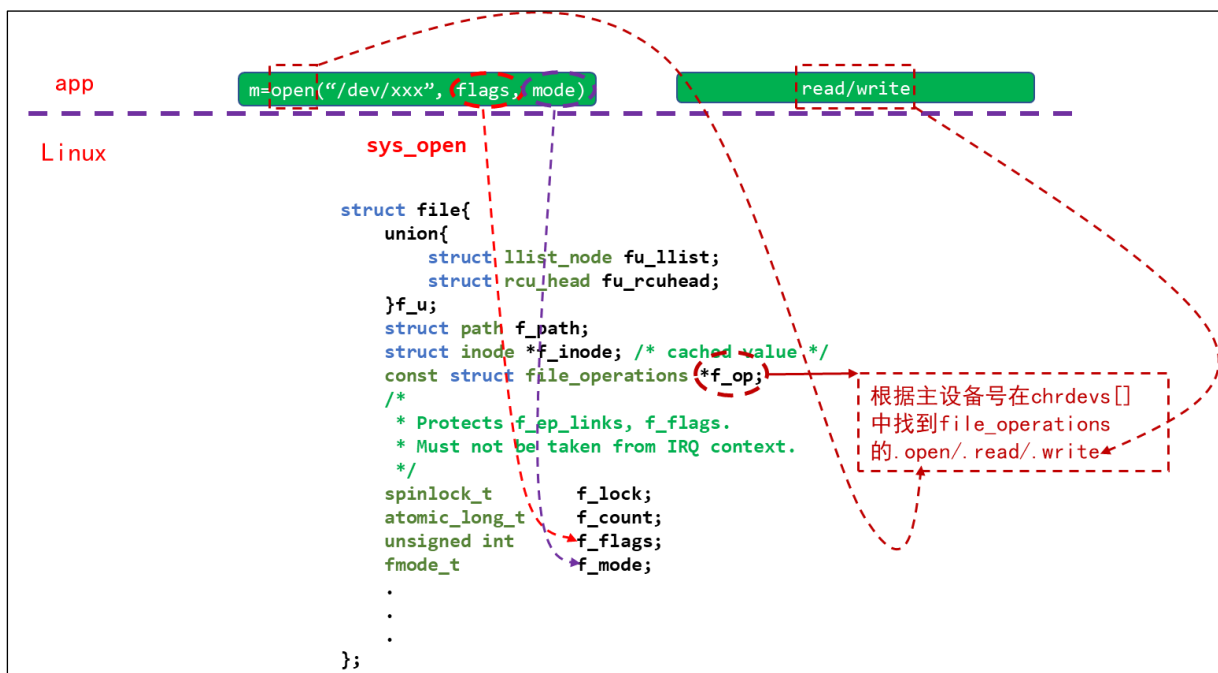 app
m=open(“/dev/xxx”, flags, mode)
read/write
Linux
sys_open
struct file{
union{
struct llist_node fu_llist;
struct rcu_head fu_rcuhead;
}f_u;
struct path f_path;
struct inode *f_inode; /* cached value */
const struct file_operations *f_op;
/*
* Protects f_ep_links, f_flags.
* Must not be taken from IRQ context.
*/
spinlock_t f_lock;
atomic_long_t f_count;
unsigned int f_flags;
fmode_t f_mode;
.
.
.
};
根据主设备号在chrdevs[]
中找到file_operations
的.open/.read/.write